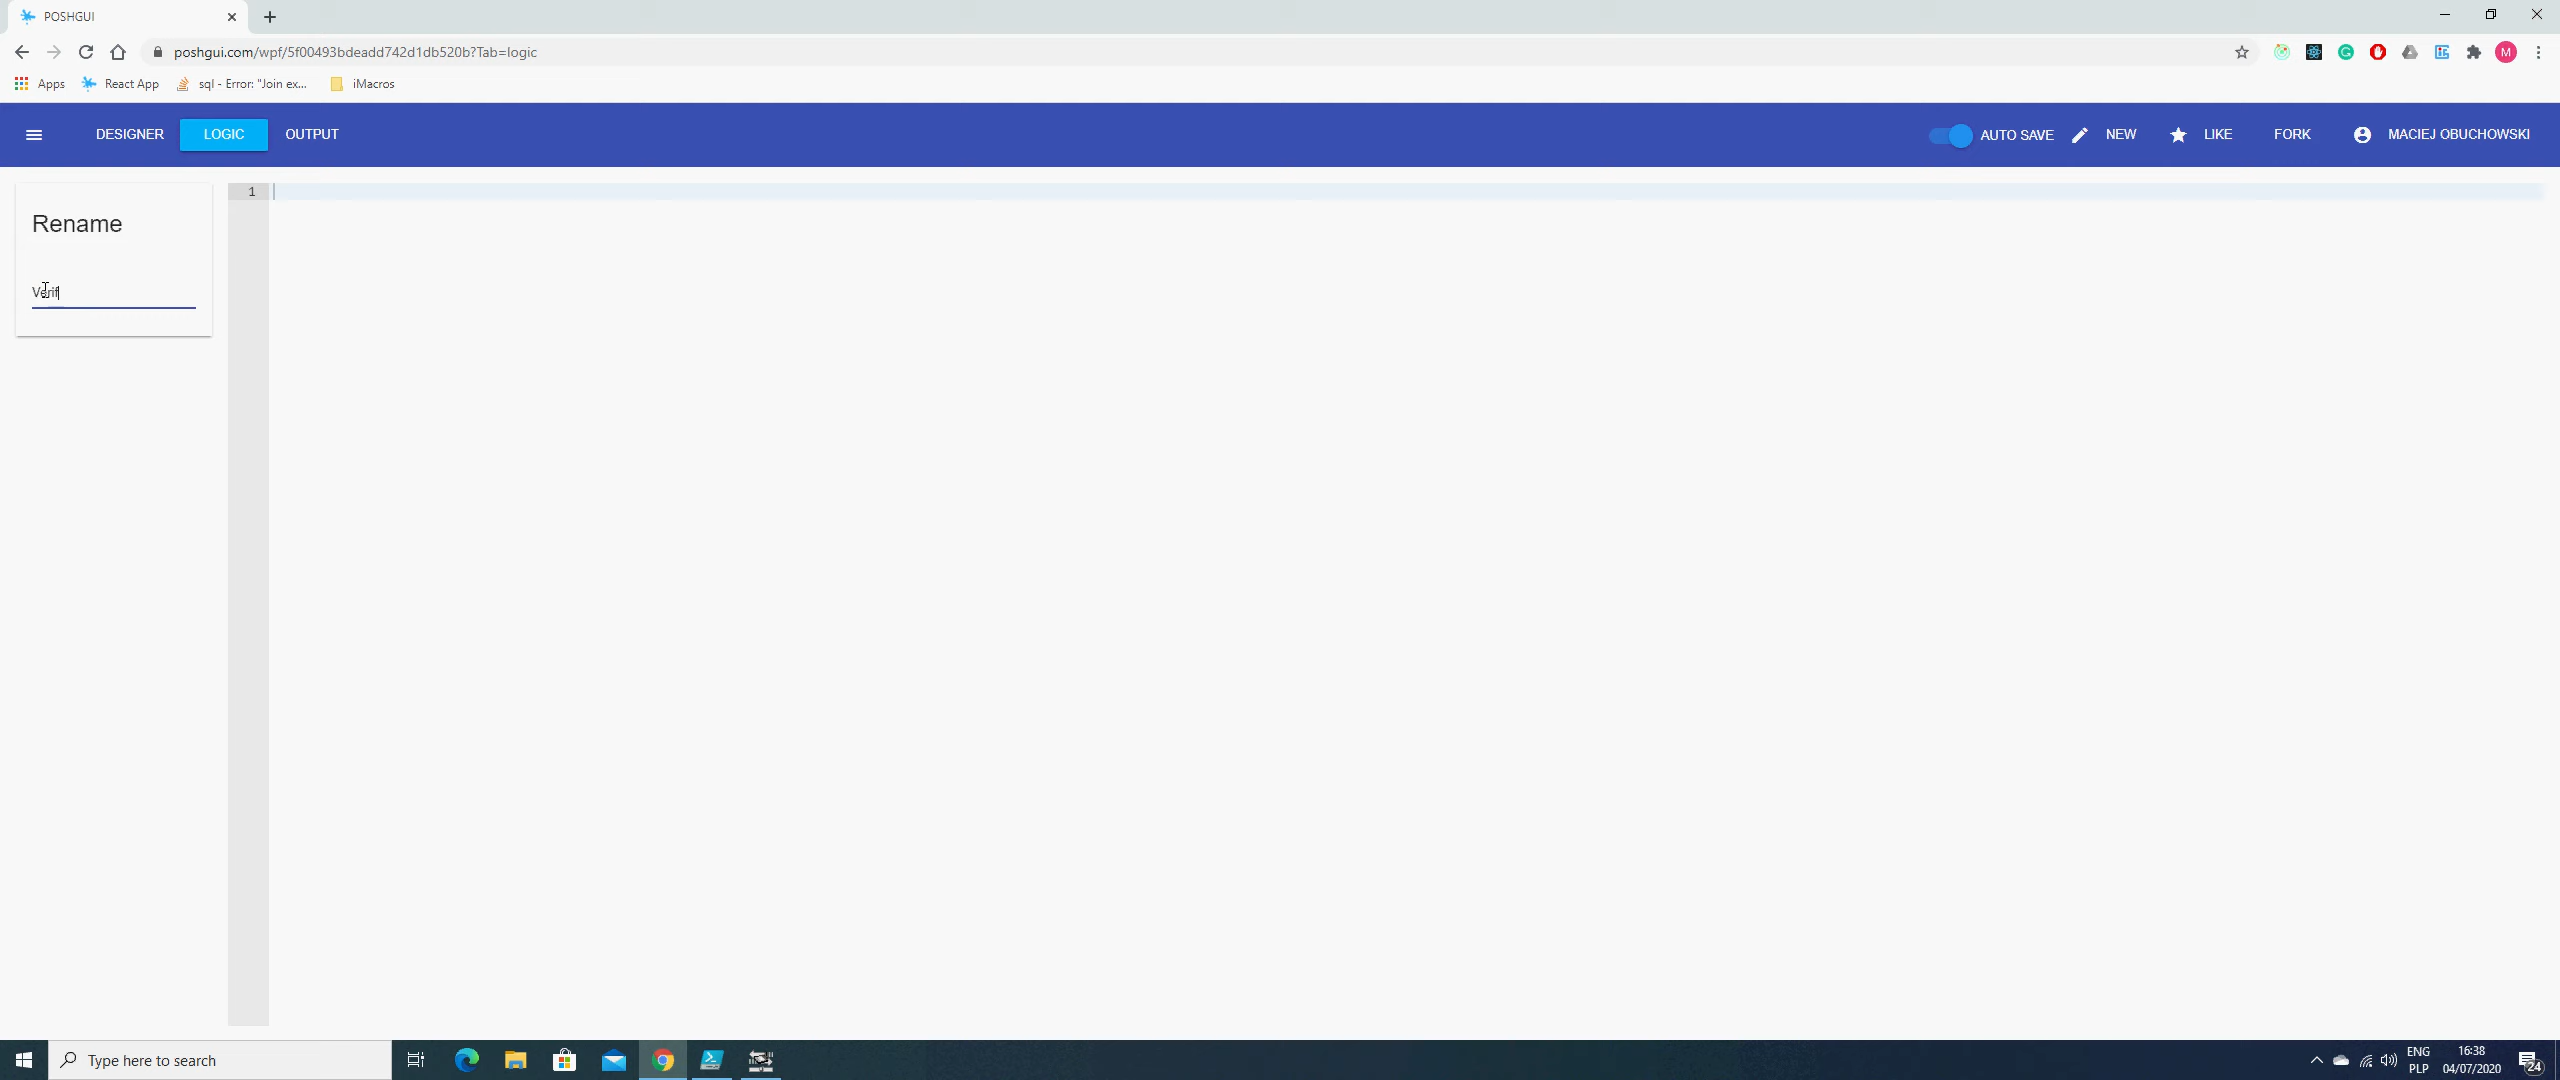 POSHGUI
poshgui.com/wpf/5f00493bdeadd742d1db520b?Tab=logic
Apps
React App
sql - Error: "Join ex...
iMacros
DESIGNER
LOGIC
OUTPUT
AUTO SAVE
NEW
LIKE
FORK
MACIEJ OBUCHOWSKI
M
Rename
Verif
1
Type here to search
ENG
PLP
16:38
04/07/2020
24